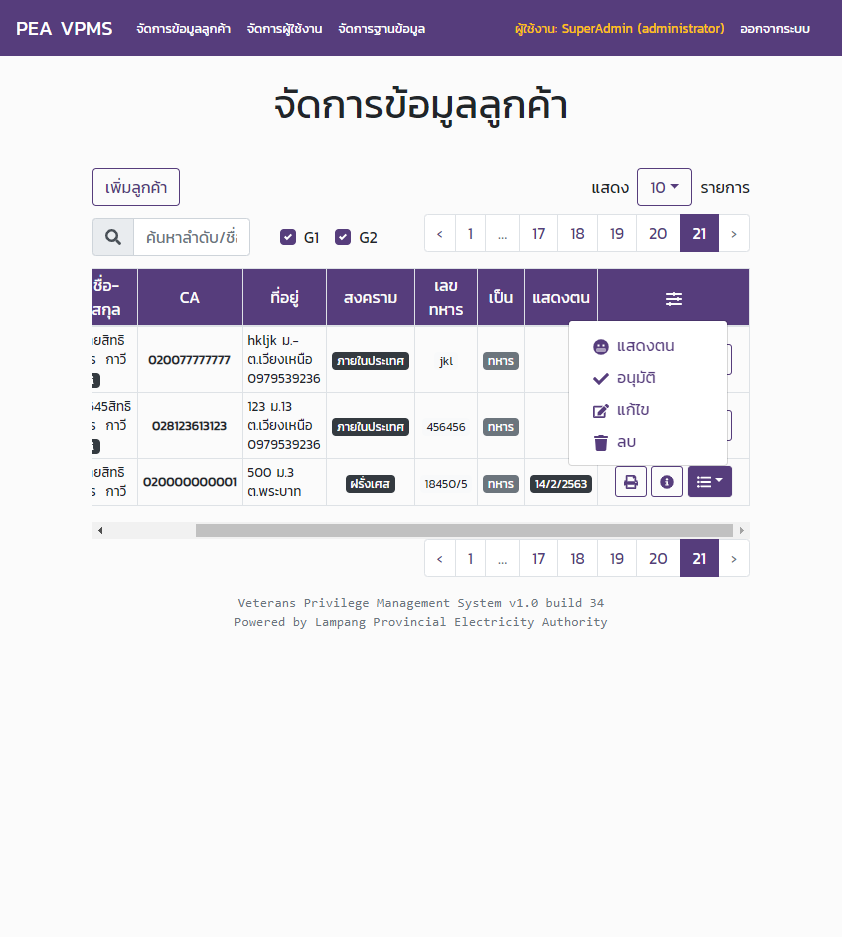 PEA VPMS จัดการข้อมูลลูกค้า จัดการผู้ใช้งาน จัดการฐานข้อมูล ผู้ใช้งาน: SuperAdmin (administrator) ออกจากระบบ
จัดการข้อมูลลูกค้า
เพิ่มลูกค้า แสดง 10 รายการ
ค้นหาลำดับ/ชื่ G1 G2 ‹ 1 ... 17 18 19 20 21 ›
ชื่อ-สกุล CA ที่อยู่ สงคราม เลขทหาร เป็น แสดงตน
ยสิทธิ hkljk ม.-
กาวี 020077777777 ต.เวียงเหนือ ภายในประเทศ jkl ทหาร
0979539236
แสดงตน
อนุมัติ
แก้ไข
ลบ
645สิทธิ 123 ม.13
กาวี 028123613123 ต.เวียงเหนือ ภายในประเทศ 456456 ทหาร
0979539236
ยสิทธิ 020000000001 500 ม.3 ฝรั่งเศส 18450/5 ทหาร 14/2/2563
กาวี ต.พระบาท
‹ 1 ... 17 18 19 20 21 ›
Veterans Privilege Management System v1.0 build 34
Powered by Lampang Provincial Electricity Authority